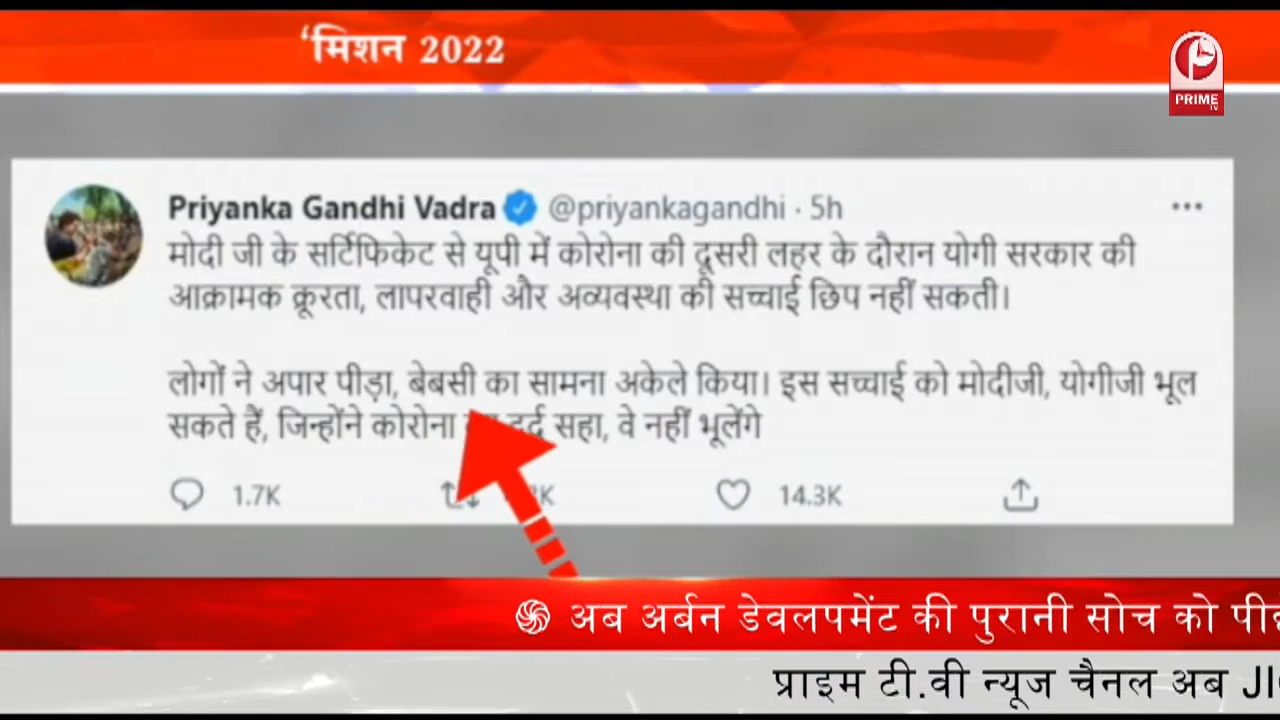 ‘मिशन 2022
PRIME
TV
Priyanka Gandhi Vadra @priyankagandhi · 5h
मोदी जी के सर्टिफिकेट से यूपी में कोरोना की दूसरी लहर के दौरान योगी सरकार की
आक्रामक क्रूरता, लापरवाही और अव्यवस्था की सच्चाई छिप नहीं सकती।
लोगों ने अपार पीड़ा, बेबसी का सामना अकेले किया। इस सच्चाई को मोदीजी, योगीजी भूल
सकते हैं, जिन्होंने कोरोना दर्द सहा, वे नहीं भूलेंगे
1.7K 14.3K
अब अर्बन डेवलपमेंट की पुरानी सोच को
प्राइम टी.वी न्यूज चैनल अब